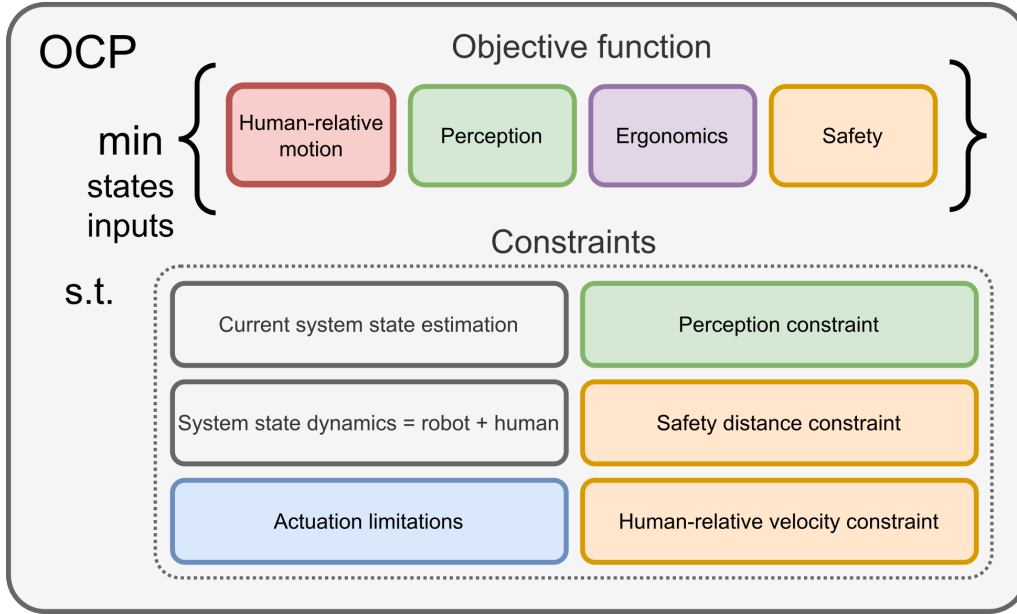 OCP
Objective function
min
states
inputs
Human-relative
motion
Perception
Ergonomics
Safety
Constraints
s.t.
Current system state estimation
Perception constraint
System state dynamics = robot + human
Safety distance constraint
Actuation limitations
Human-relative velocity constraint